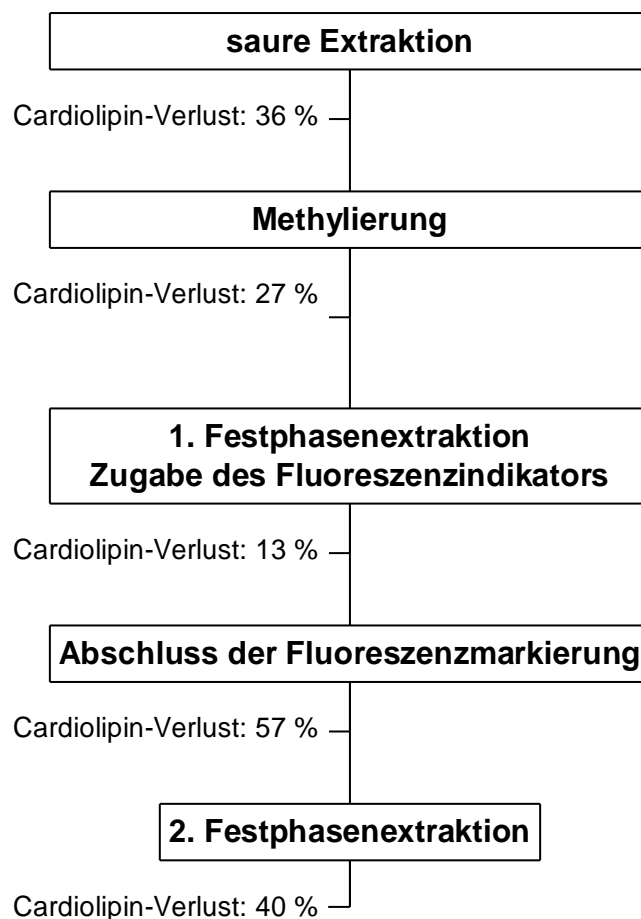 saure Extraktion
Cardiolipin-Verlust: 36 %
Methylierung
Cardiolipin-Verlust: 27 %
1. Festphasenextraktion
Zugabe des Fluoreszenzindikators
Cardiolipin-Verlust: 13 %
Abschluss der Fluoreszenzmarkierung
Cardiolipin-Verlust: 57 %
2. Festphasenextraktion
Cardiolipin-Verlust: 40 %